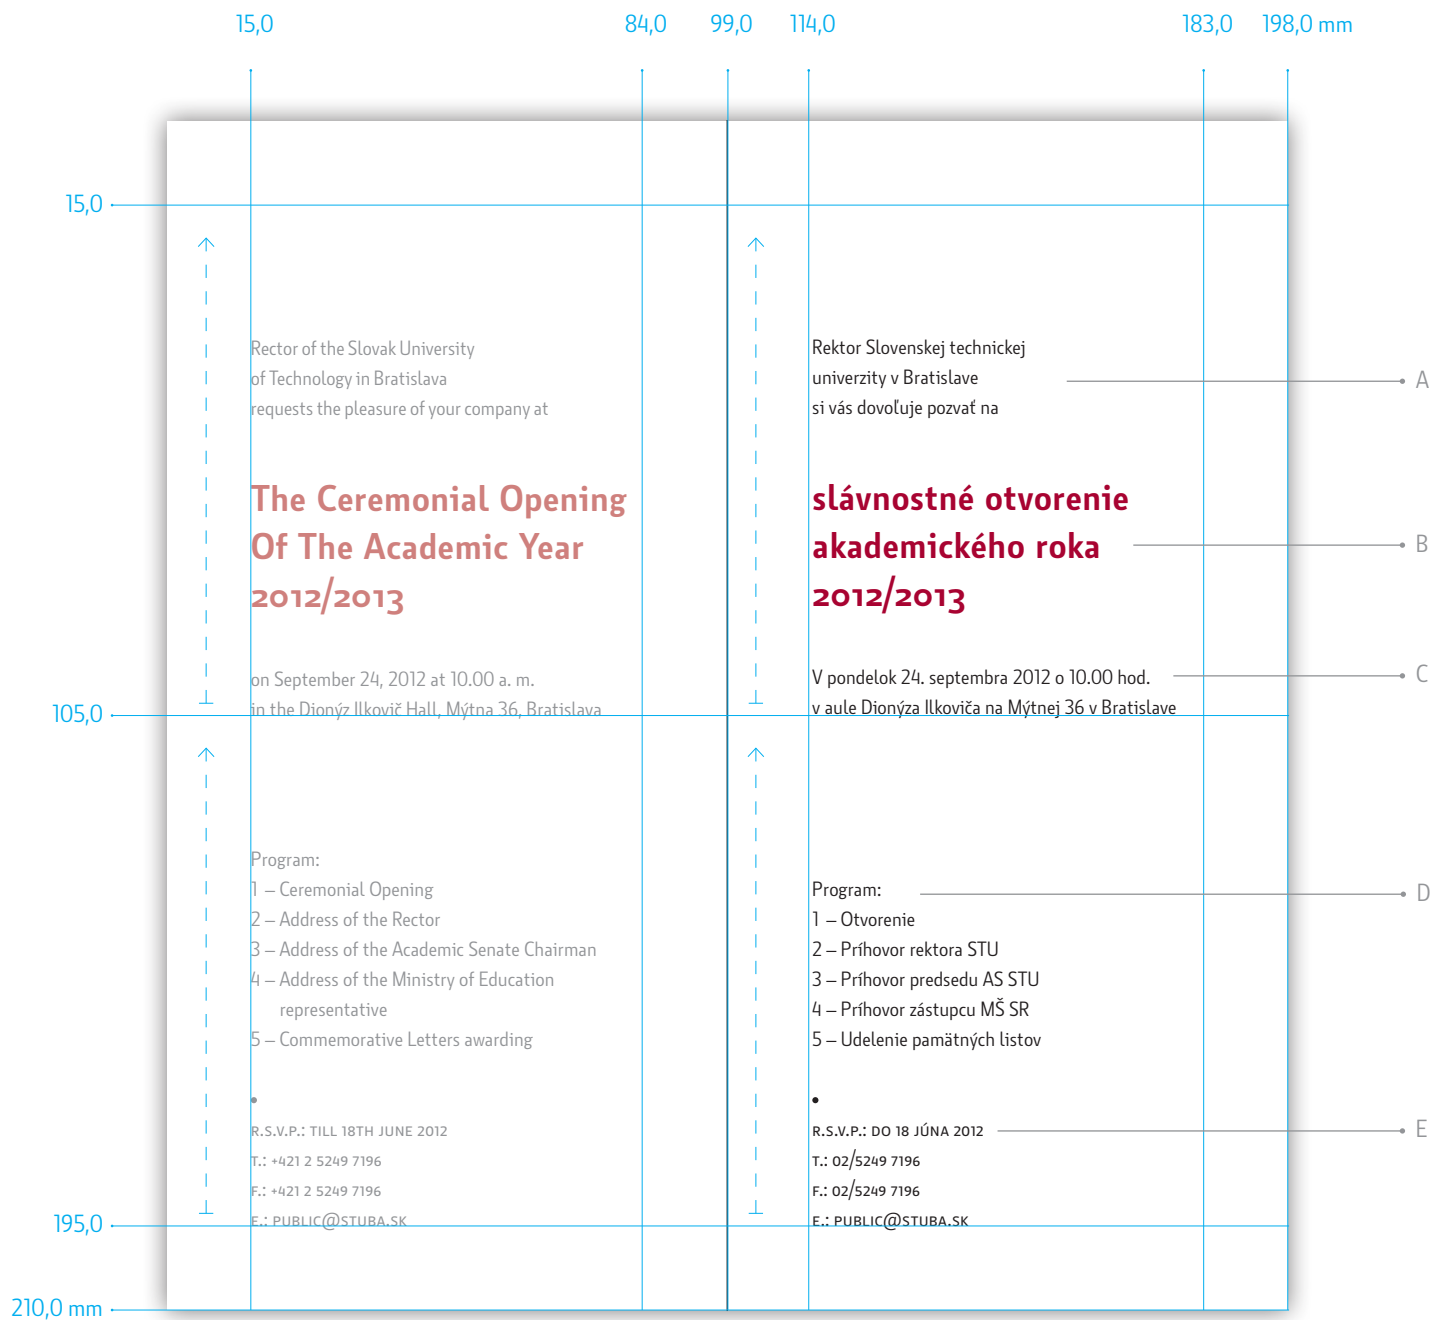 15,0 84,0 99,0 114,0 183,0 198,0 mm
15,0
105,0
195,0
210,0 mm
Rector of the Slovak University
of Technology in Bratislava
requests the pleasure of your company at
The Ceremonial Opening
Of The Academic Year
2012/2013
on September 24, 2012 at 10.00 a. m.
in the Dionýz Ilkovič Hall, Mýtna 36, Bratislava
Program:
1 – Ceremonial Opening
2 – Address of the Rector
3 – Address of the Academic Senate Chairman
4 – Address of the Ministry of Education
representative
5 – Commemorative Letters awarding
•
R.S.V.P.: TILL 18TH JUNE 2012
T.: +421 2 5249 7196
F.: +421 2 5249 7196
E.: PUBLIC@STUBA.SK
Rektor Slovenskej technickej
univerzity v Bratislave
si vás dovoľuje pozvať na
slávnostné otvorenie
akademického roka
2012/2013
V pondelok 24. septembra 2012 o 10.00 hod.
v aule Dionýza Ilkoviča na Mýtnej 36 v Bratislave
Program:
1 – Otvorenie
2 – Príhovor rektora STU
3 – Príhovor predsedu AS STU
4 – Príhovor zástupcu MŠ SR
5 – Udelenie pamätných listov
•
R.S.V.P.: DO 18 JÚNA 2012
T.: 02/5249 7196
F.: 02/5249 7196
E.: PUBLIC@STUBA.SK
A
B
C
D
E